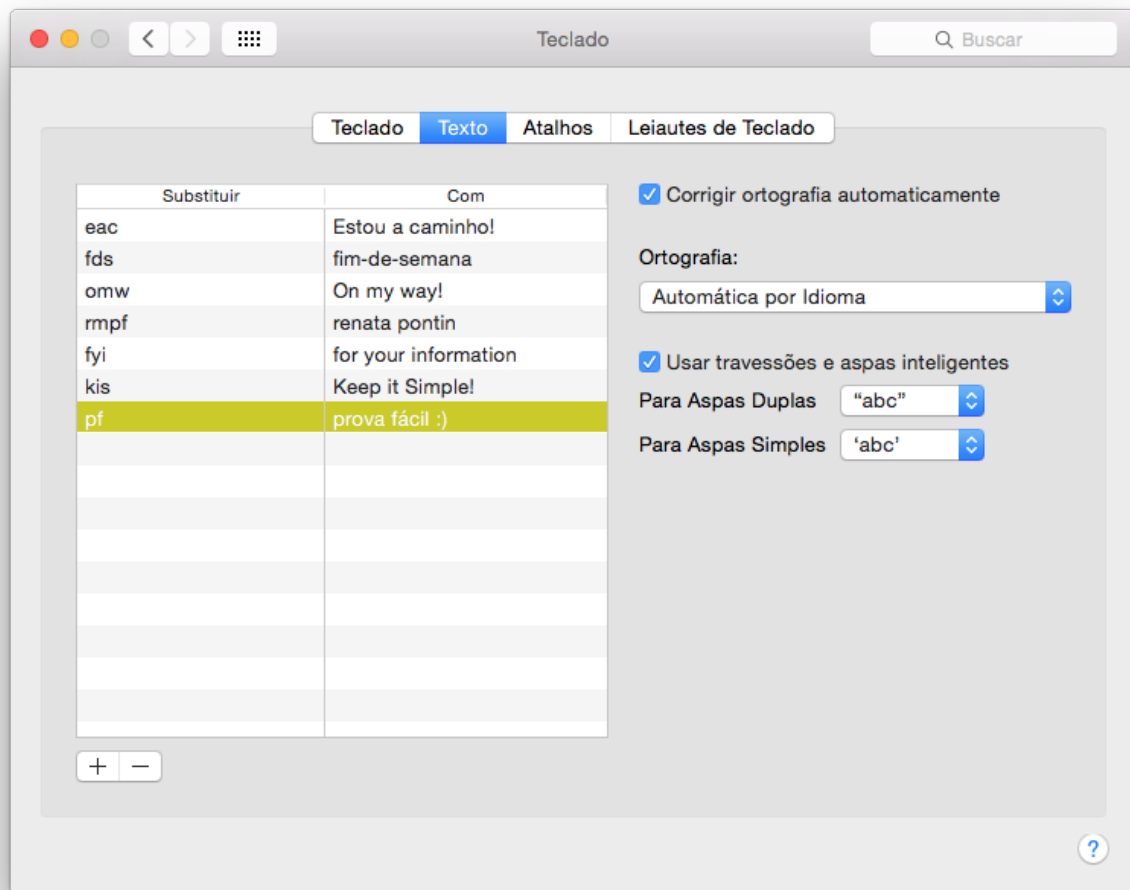 Teclado
Buscar
Teclado Texto Atalhos Leiautes de Teclado
Substituir Com
eac Estou a caminho!
fds fim-de-semana
omw On my way!
rmpf renata pontin
fyi for your information
kis Keep it Simple!
pf prova fácil :)
+ −
Corrigir ortografia automaticamente
Ortografia:
Automática por Idioma
Usar travessões e aspas inteligentes
Para Aspas Duplas “abc”
Para Aspas Simples ‘abc’
?